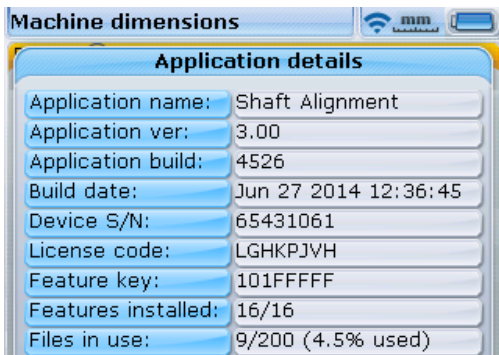 Machine dimensions
mm
Application details
Application name: Shaft Alignment
Application ver: 3.00
Application build: 4526
Build date: Jun 27 2014 12:36:45
Device S/N: 65431061
License code: LGHKPJVH
Feature key: 101FFFFF
Features installed: 16/16
Files in use: 9/200 (4.5% used)